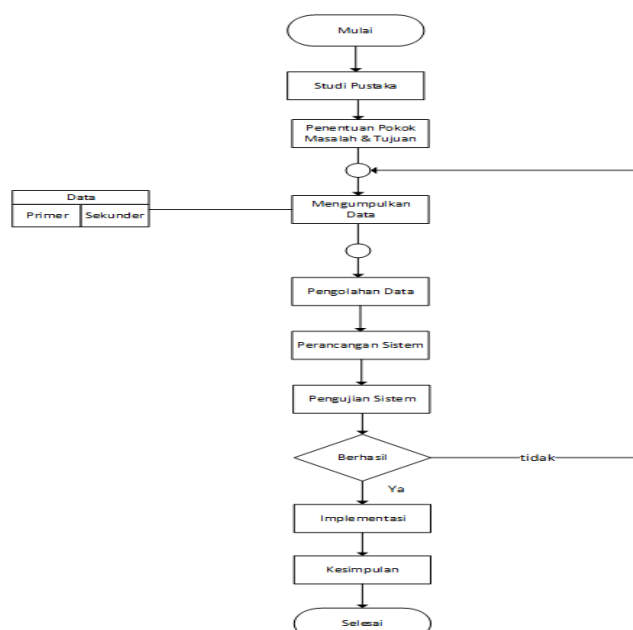 Mulai
Studi Pustaka
Penentuan Pokok
Masalah & Tujuan
Data
Primer
Sekunder
Mengumpulkan
Data
Pengolahan Data
Perancangan Sistem
Pengujian Sistem
Berhasil
tidak
Ya
Implementasi
Kesimpulan
Selesai